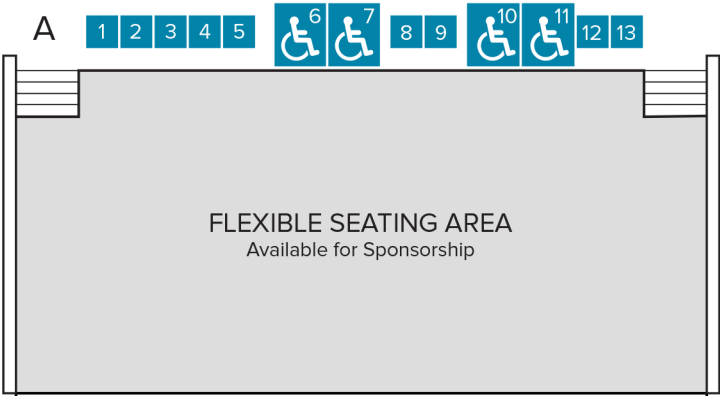 A 1 2 3 4 5 6 7 8 9 10 11 12 13
FLEXIBLE SEATING AREA
Available for Sponsorship